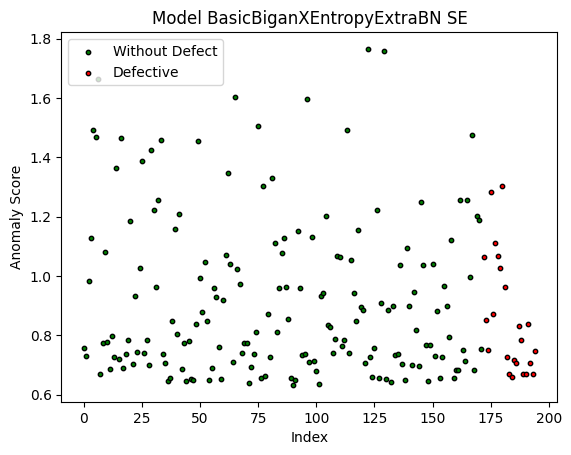 Model BasicBiganXEntropyExtraBN SE
Without Defect
Defective
Anomaly Score
1.8
1.6
1.4
1.2
1.0
0.8
0.6
0 25 50 75 100 125 150 175 200
Index